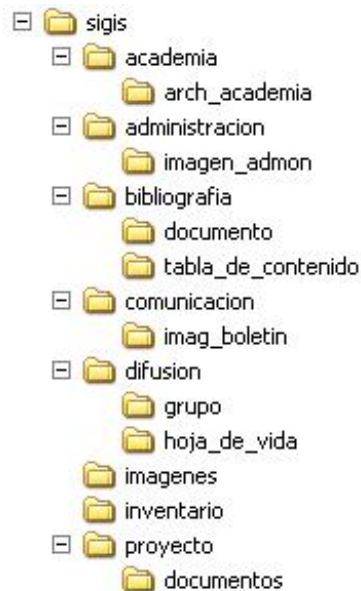 sigis
academia
arch_academia
administracion
imagen_admon
bibliografia
documento
tabla_de_contenido
comunicacion
imag_boletin
difusion
grupo
hoja_de_vida
imagenes
inventario
proyecto
documentos